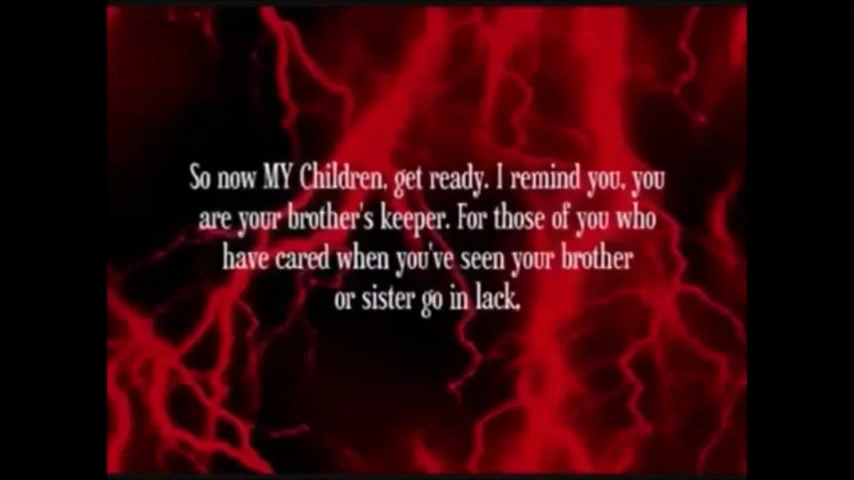 So now MY Children, get ready. I remind you, you
are your brother's keeper. For those of you who
have cared when you've seen your brother
or sister go in lack.